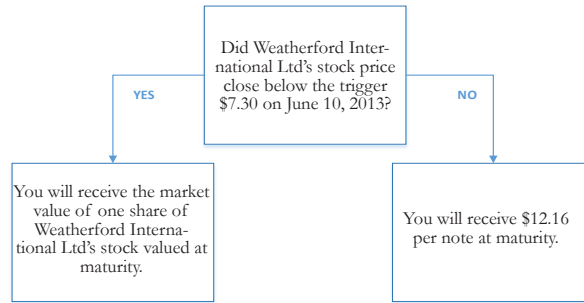 Did Weatherford Inter-
national Ltd's stock price
close below the trigger
$7.30 on June 10, 2013?
YES
NO
You will receive the market
value of one share of
Weatherford Interna-
tional Ltd's stock valued at
maturity.
You will receive $12.16
per note at maturity.